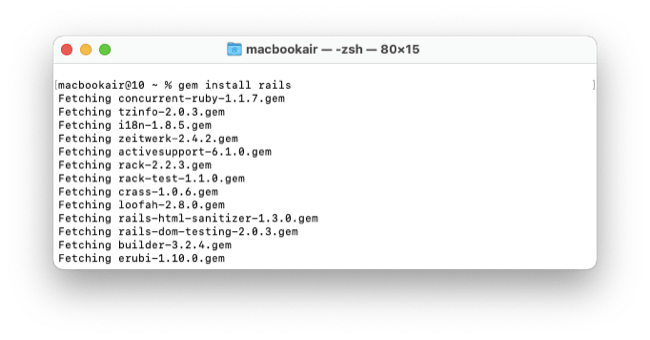 macbookair — -zsh — 80×15
[macbookair@10 ~ % gem install rails ]
Fetching concurrent-ruby-1.1.7.gem
Fetching tzinfo-2.0.3.gem
Fetching i18n-1.8.5.gem
Fetching zeitwerk-2.4.2.gem
Fetching activesupport-6.1.0.gem
Fetching rack-2.2.3.gem
Fetching rack-test-1.1.0.gem
Fetching crass-1.0.6.gem
Fetching loofah-2.8.0.gem
Fetching rails-html-sanitizer-1.3.0.gem
Fetching rails-dom-testing-2.0.3.gem
Fetching builder-3.2.4.gem
Fetching erubi-1.10.0.gem